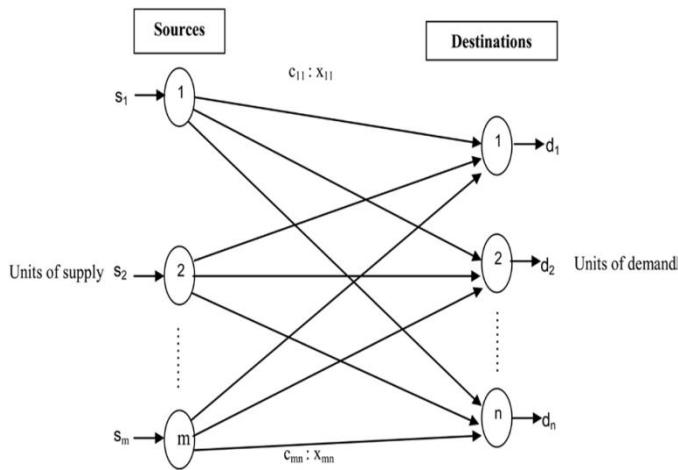 Sources
Destinations
c₁₁ : x₁₁
s₁
1
1
d₁
Units of supply
s₂
2
2
d₂
Units of demand
sₘ
m
n
dₙ
cₘₙ : xₘₙ